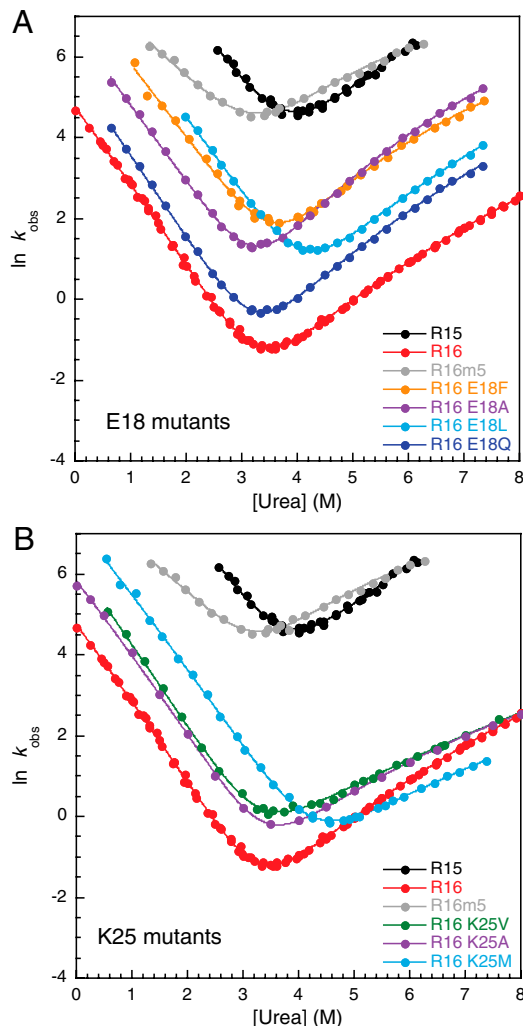 A
6
4
2
0
-2
-4
ln k obs
0 1 2 3 4 5 6 7 8
[Urea] (M)
E18 mutants
R15
R16
R16m5
R16 E18F
R16 E18A
R16 E18L
R16 E18Q
B
6
4
2
0
-2
-4
ln k obs
0 1 2 3 4 5 6 7 8
[Urea] (M)
K25 mutants
R15
R16
R16m5
R16 K25V
R16 K25A
R16 K25M